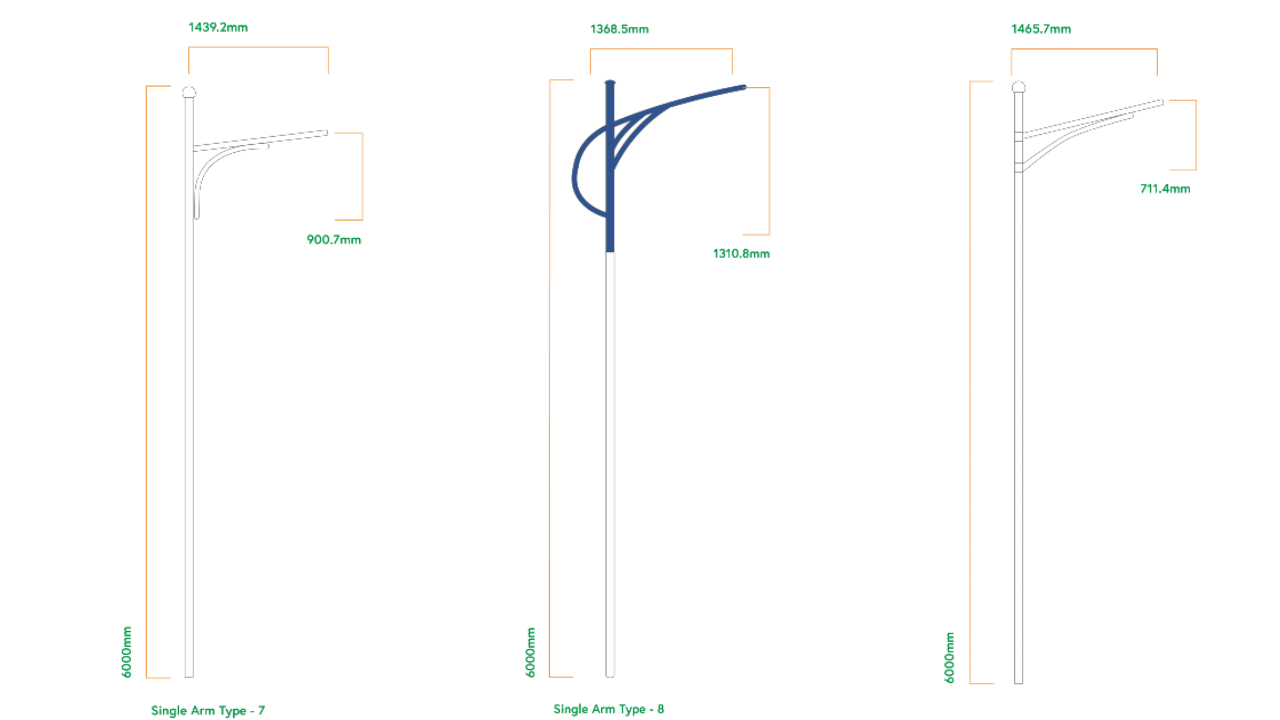 1439.2mm
1368.5mm
1465.7mm
711.4mm
900.7mm
1310.8mm
6000mm
6000mm
6000mm
Single Arm Type - 7
Single Arm Type - 8